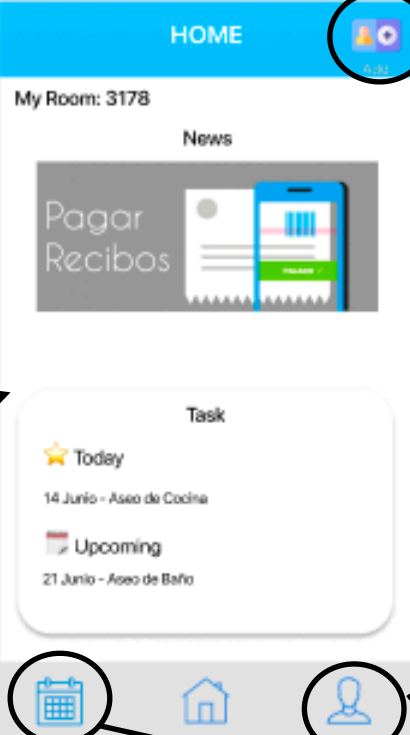 HOME
Add
My Room: 3178
News
Pagar
Recibos
PAGADO
Task
Today
14 Junio - Aseo de Cocina
Upcoming
21 Junio - Aseo de Baño